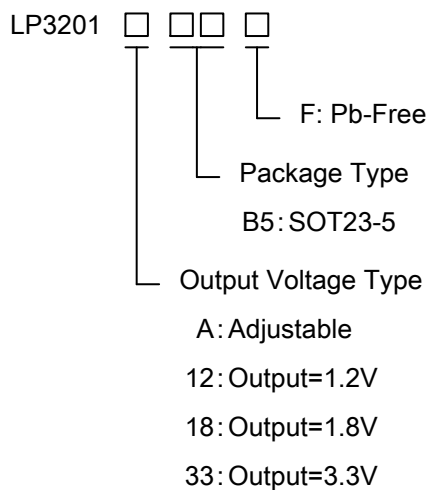 LP3201 □ □□ □
F: Pb-Free
Package Type
B5: SOT23-5
Output Voltage Type
A: Adjustable
12: Output=1.2V
18: Output=1.8V
33: Output=3.3V